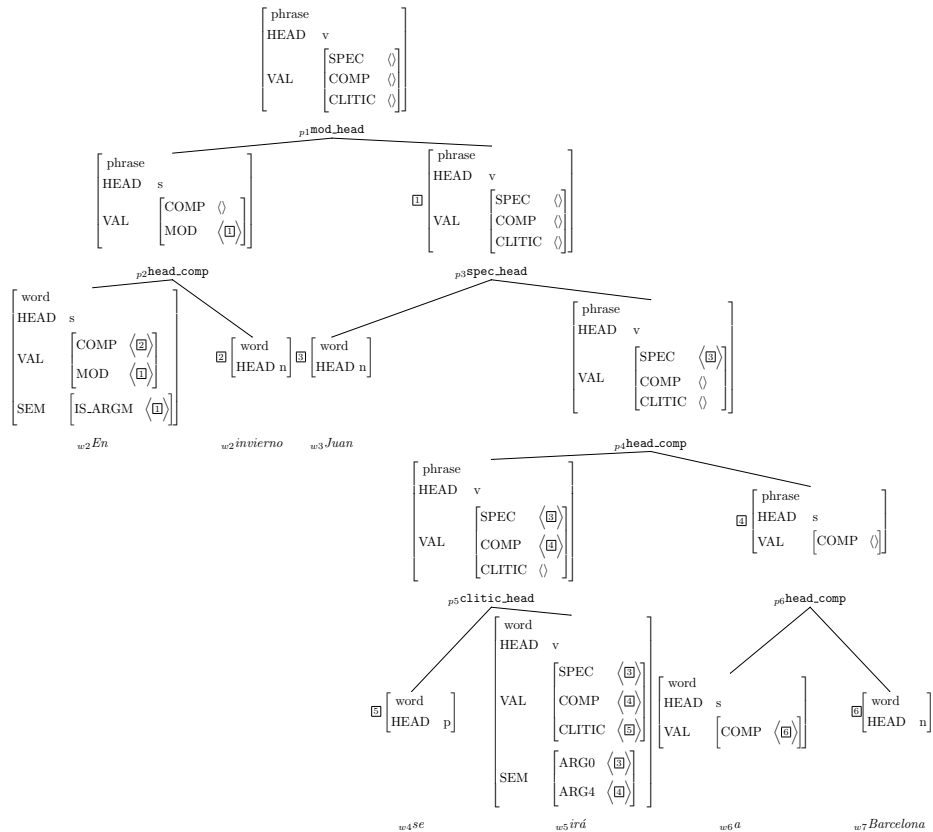 phrase
HEAD v
VAL SPEC ⟨⟩
COMP ⟨⟩
CLITIC ⟨⟩
p1mod_head
phrase
HEAD s
VAL COMP ⟨⟩
MOD ⟨1⟩
1 phrase
HEAD v
VAL SPEC ⟨⟩
COMP ⟨⟩
CLITIC ⟨⟩
p2head_comp
p3spec_head
word
HEAD s
VAL COMP ⟨2⟩
MOD ⟨1⟩
SEM IS_ARGM ⟨1⟩
2 word
HEAD n
3 word
HEAD n
phrase
HEAD v
VAL SPEC ⟨3⟩
COMP ⟨⟩
CLITIC ⟨⟩
w2En
w2invierno
w3Juan
p4head_comp
phrase
HEAD v
VAL SPEC ⟨3⟩
COMP ⟨4⟩
CLITIC ⟨⟩
4 phrase
HEAD s
VAL COMP ⟨⟩
p5clitic_head
p6head_comp
5 word
HEAD p
word
HEAD v
VAL SPEC ⟨3⟩
COMP ⟨4⟩
CLITIC ⟨5⟩
SEM ARG0 ⟨3⟩
ARG4 ⟨4⟩
word
HEAD s
VAL COMP ⟨6⟩
6 word
HEAD n
w4se
w5irá
w6a
w7Barcelona